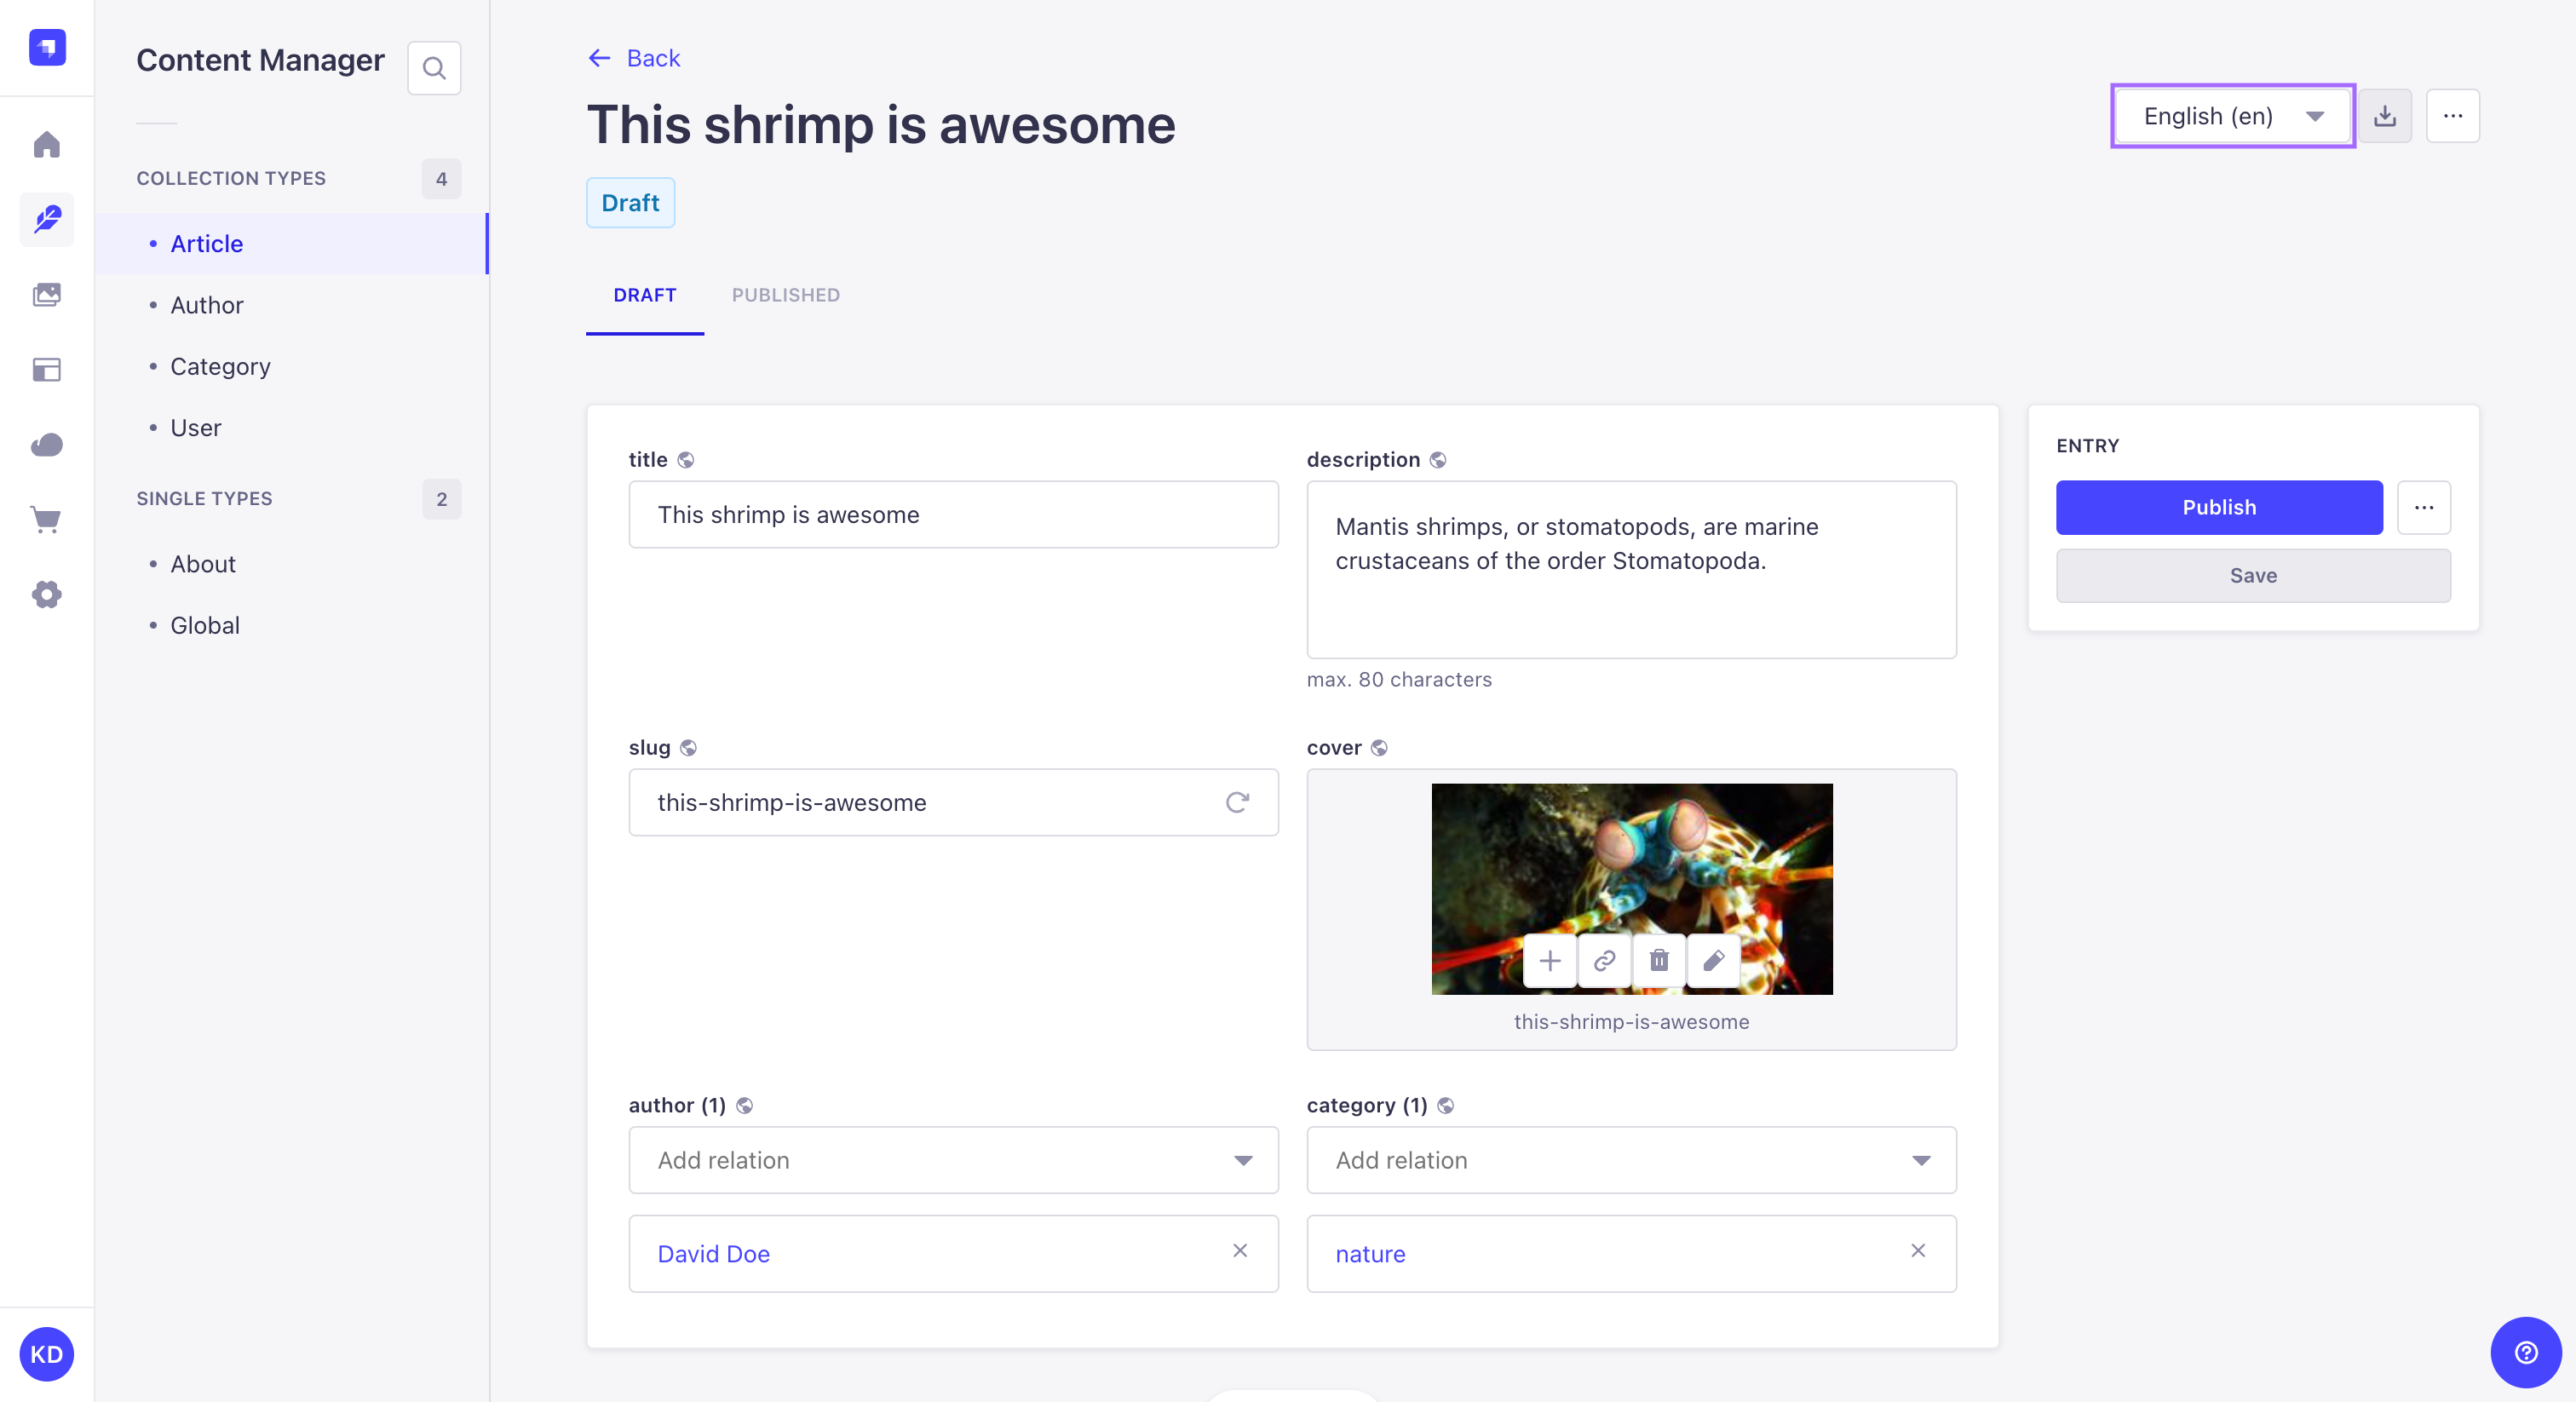 Content Manager
COLLECTION TYPES 4
Article
Author
Category
User
SINGLE TYPES 2
About
Global
KD
Back
This shrimp is awesome
English (en)
Draft
DRAFT
PUBLISHED
title
This shrimp is awesome
description
Mantis shrimps, or stomatopods, are marine
crustaceans of the order Stomatopoda.
max. 80 characters
slug
this-shrimp-is-awesome
cover
this-shrimp-is-awesome
author (1)
Add relation
David Doe
category (1)
Add relation
nature
ENTRY
Publish
Save